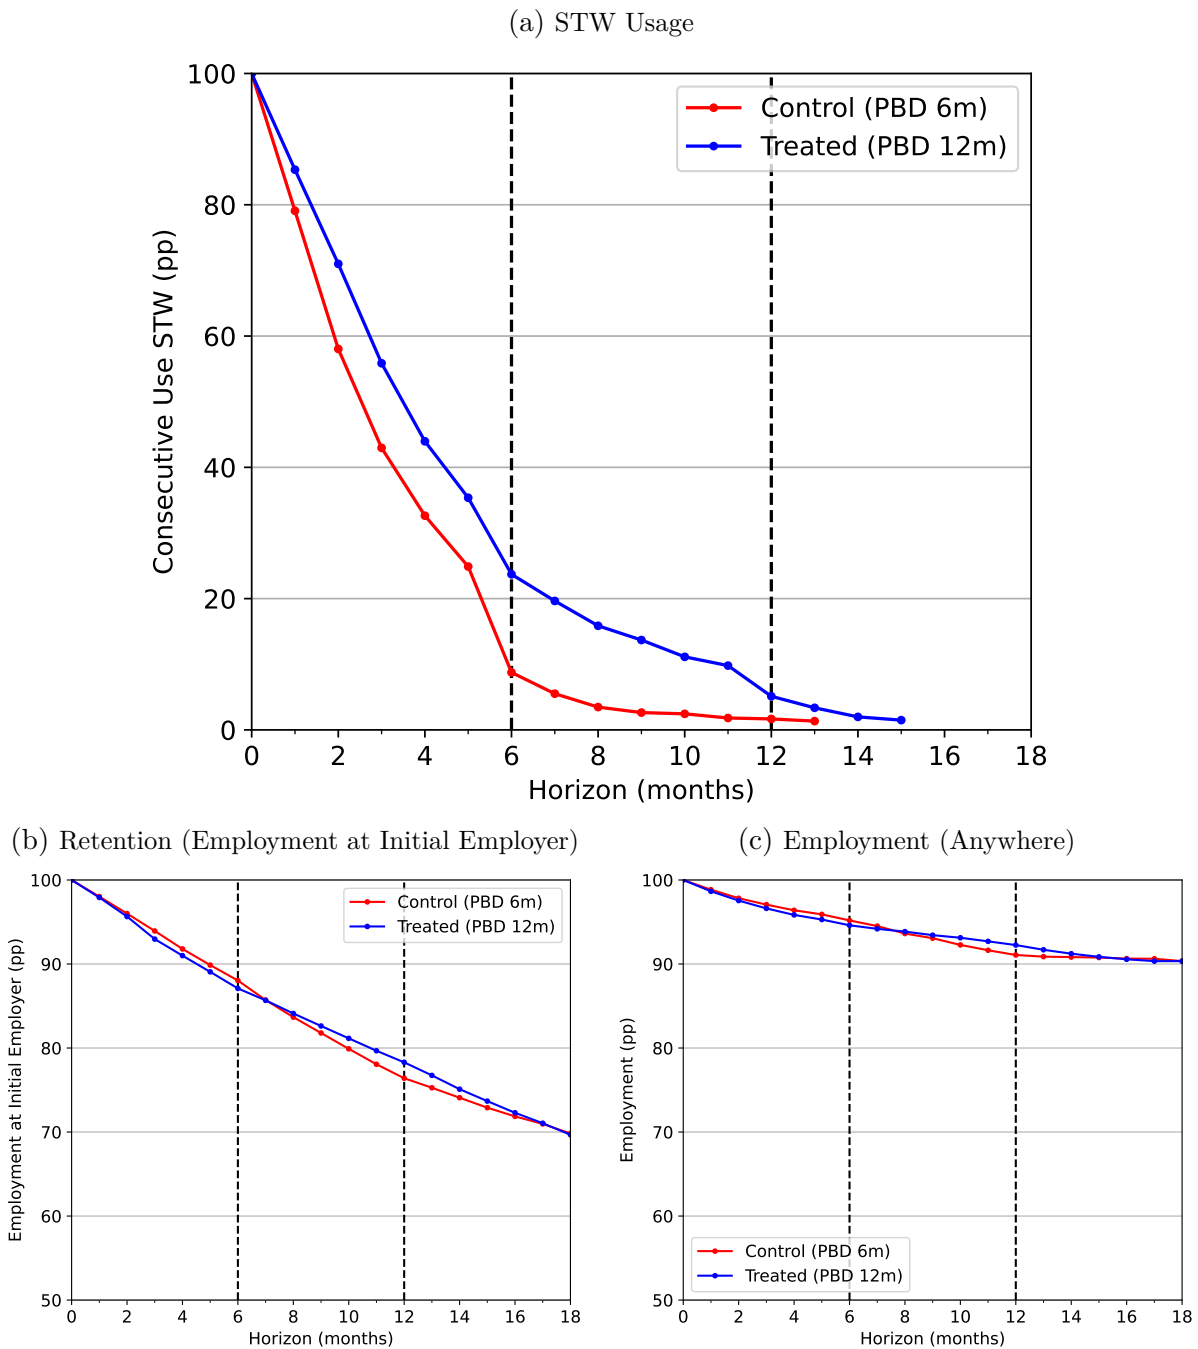 (a) STW Usage
100
80
60
40
20
0
Consecutive Use STW (pp)
Control (PBD 6m)
Treated (PBD 12m)
0 2 4 6 8 10 12 14 16 18
Horizon (months)
(b) Retention (Employment at Initial Employer)
100
90
80
70
60
50
Employment at Initial Employer (pp)
Control (PBD 6m)
Treated (PBD 12m)
0 2 4 6 8 10 12 14 16 18
Horizon (months)
(c) Employment (Anywhere)
100
90
80
70
60
50
Employment (pp)
Control (PBD 6m)
Treated (PBD 12m)
0 2 4 6 8 10 12 14 16 18
Horizon (months)